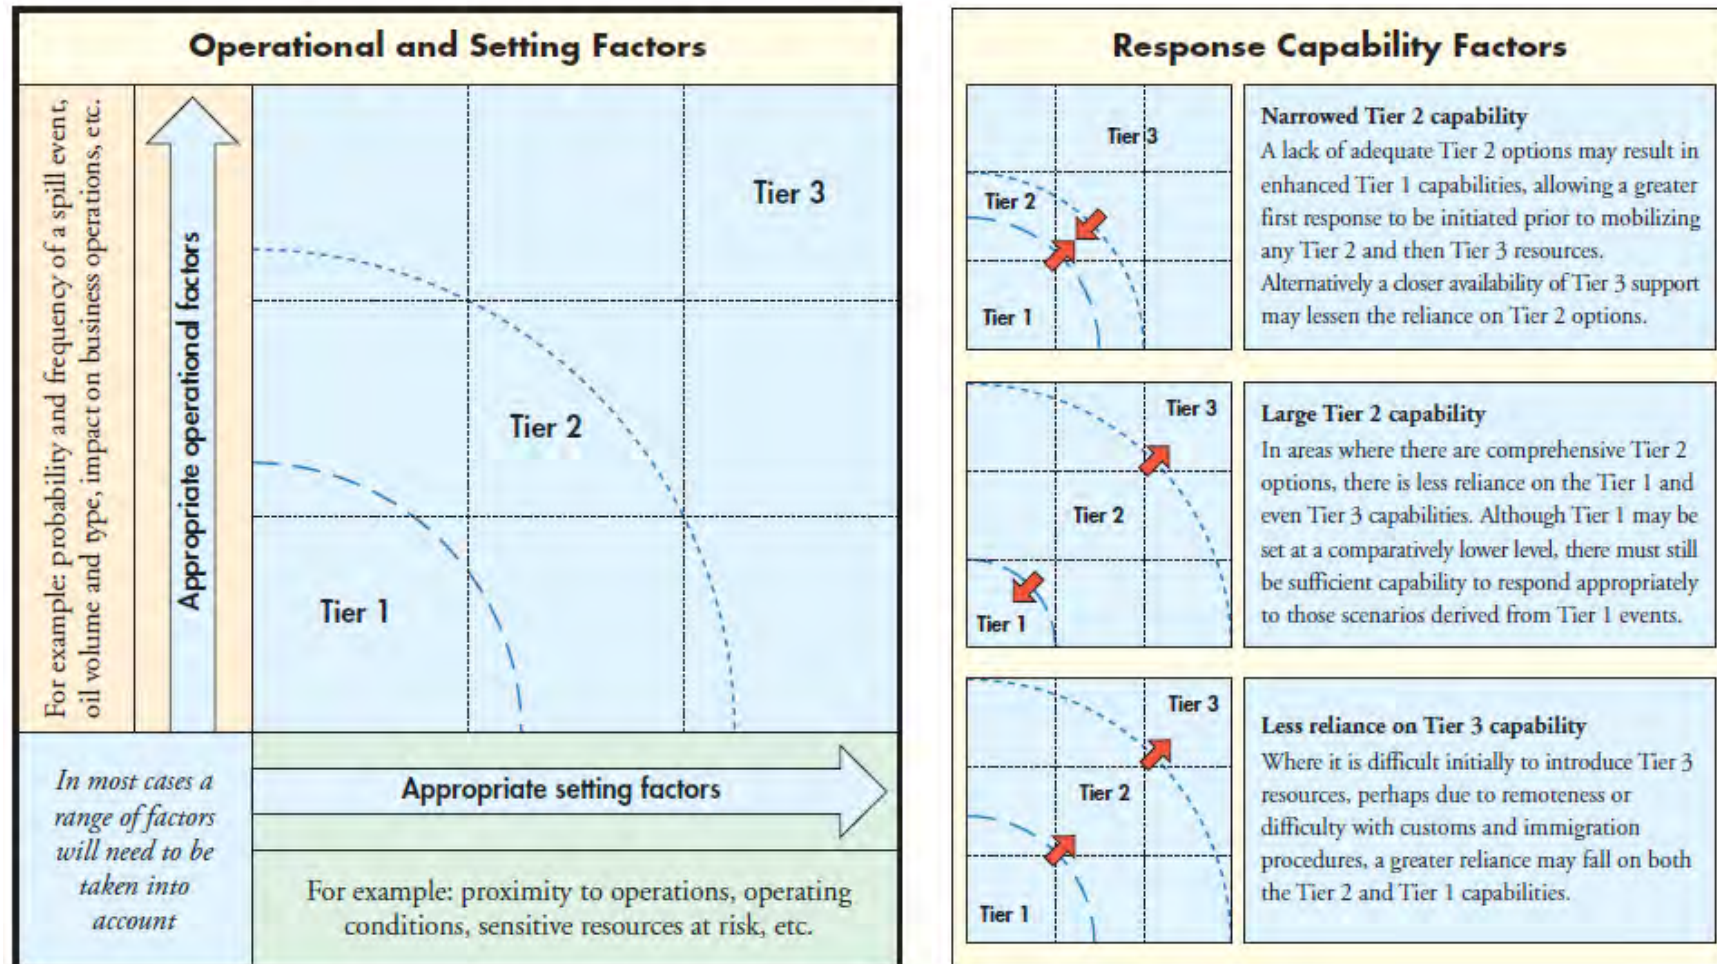 Operational and Setting Factors
For example: probability and frequency of a spill event,
oil volume and type, impact on business operations, etc.
Appropriate operational factors
Tier 3
Tier 2
Tier 1
In most cases a
range of factors
will need to be
taken into
account
Appropriate setting factors
For example: proximity to operations, operating
conditions, sensitive resources at risk, etc.
Response Capability Factors
Tier 3
Tier 2
Tier 1
Narrowed Tier 2 capability
A lack of adequate Tier 2 options may result in
enhanced Tier 1 capabilities, allowing a greater
first response to be initiated prior to mobilizing
any Tier 2 and then Tier 3 resources.
Alternatively a closer availability of Tier 3 support
may lessen the reliance on Tier 2 options.
Tier 3
Tier 2
Tier 1
Large Tier 2 capability
In areas where there are comprehensive Tier 2
options, there is less reliance on the Tier 1 and
even Tier 3 capabilities. Although Tier 1 may be
set at a comparatively lower level, there must still
be sufficient capability to respond appropriately
to those scenarios derived from Tier 1 events.
Tier 3
Tier 2
Tier 1
Less reliance on Tier 3 capability
Where it is difficult initially to introduce Tier 3
resources, perhaps due to remoteness or
difficulty with customs and immigration
procedures, a greater reliance may fall on both
the Tier 2 and Tier 1 capabilities.